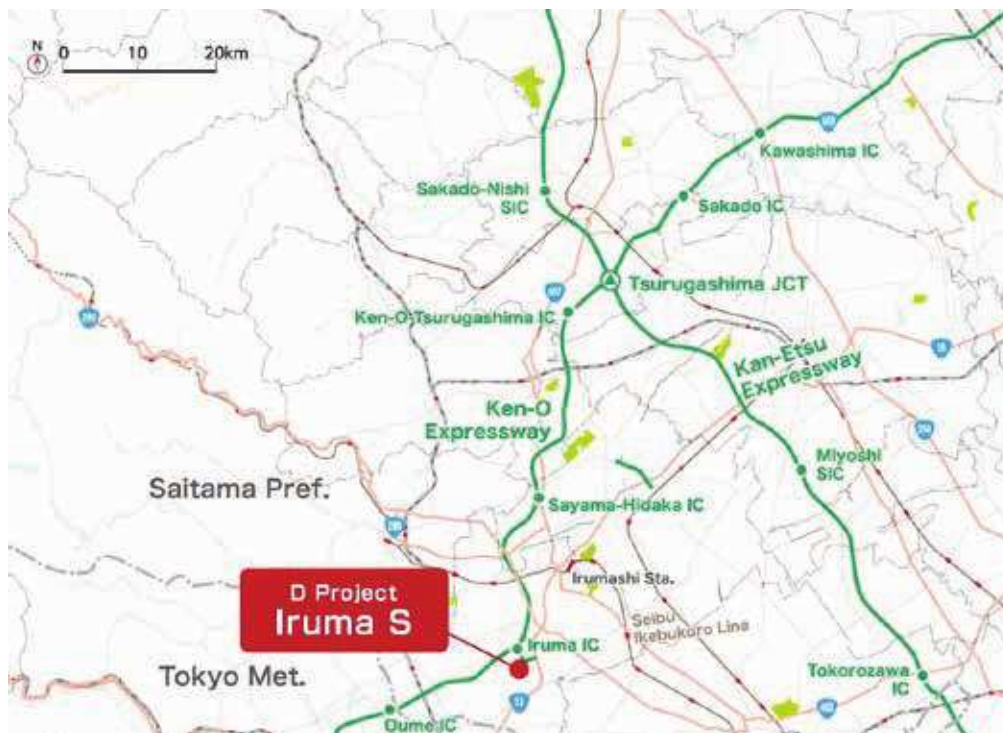 N
0 10 20km
Kawashima IC
Sakado-Nishi
SIC
Sakado IC
Tsurugashima JCT
Ken-O Tsurugashima IC
Kan-Etsu
Expressway
Ken-O
Expressway
Miyoshi
SIC
Saitama Pref.
Sayama-Hidaka IC
Irumashi Sta.
D Project
Iruma S
Seibu
Ikebukuro Line
Iruma IC
Tokyo Met.
Tokorozawa
IC
Oume IC